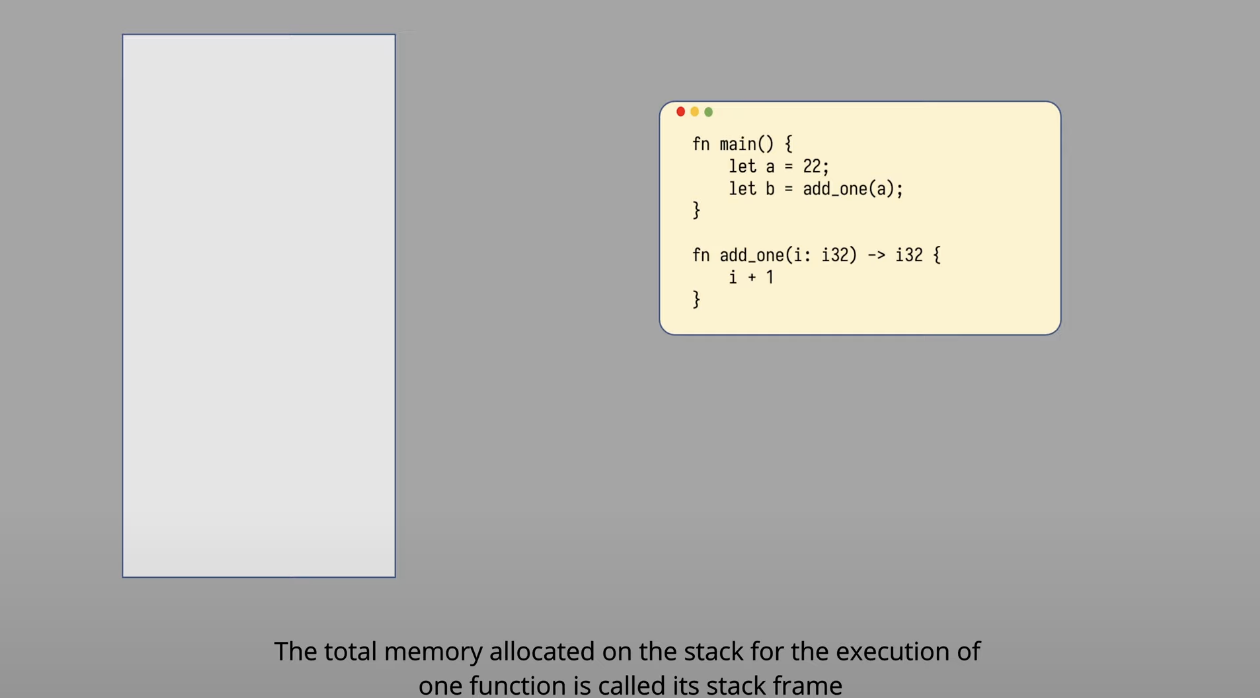 fn main() {
    let a = 22;
    let b = add_one(a);
}
fn add_one(i: i32) -> i32 {
    i + 1
}
The total memory allocated on the stack for the execution of
one function is called its stack frame